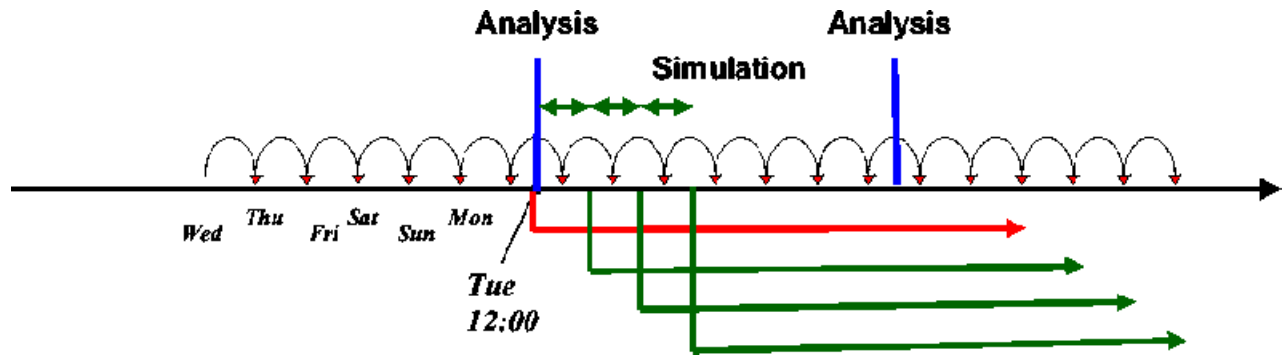 Analysis
Analysis
Simulation
Wed
Thu
Fri
Sat
Sun
Mon
Tue
12:00